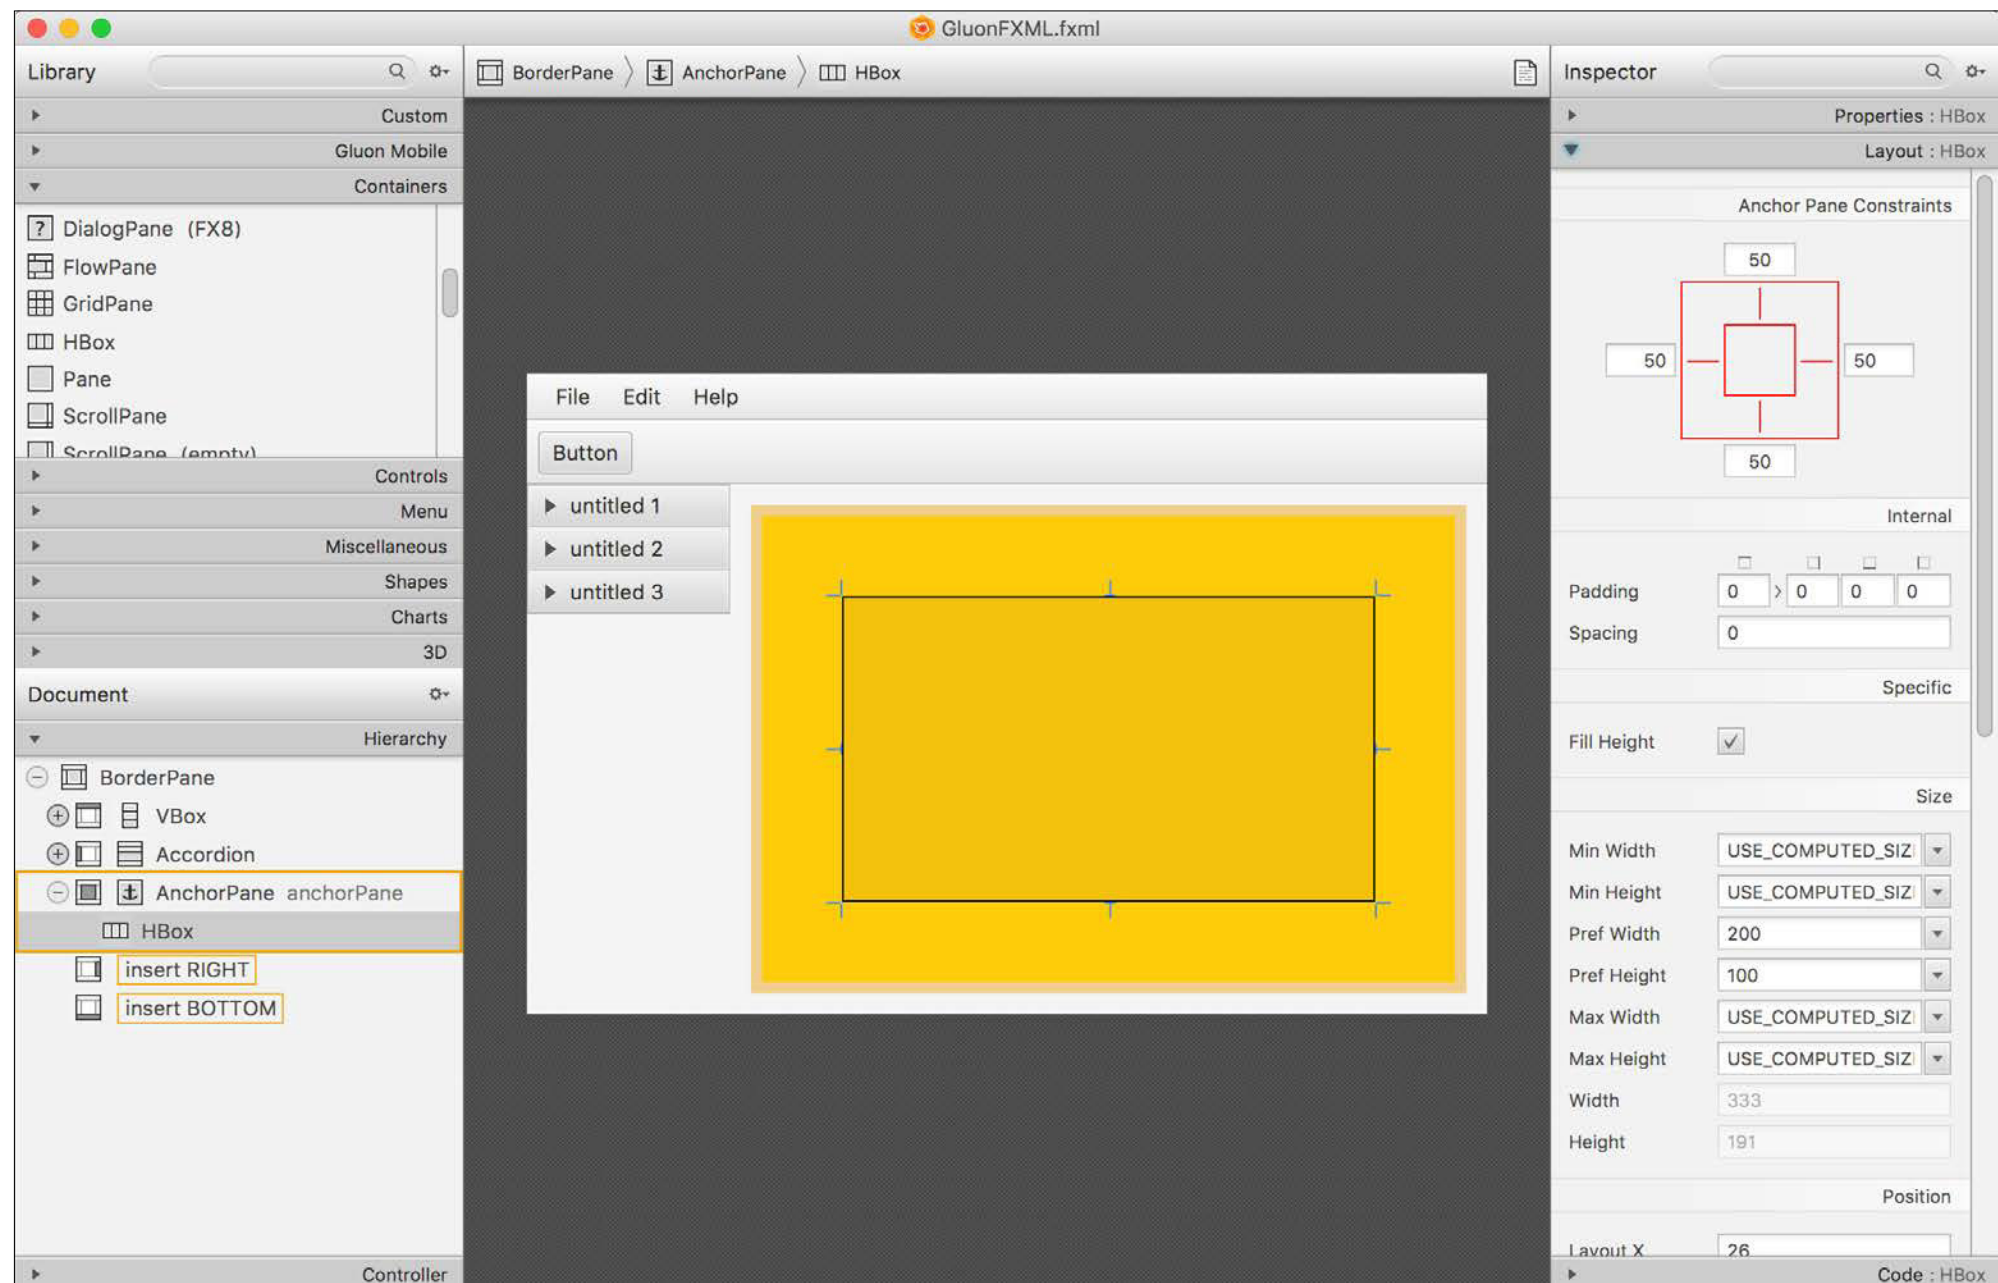 GluonFXML.fxml
Library
BorderPane
AnchorPane
HBox
Inspector
Custom
Gluon Mobile
Containers
? DialogPane (FX8)
FlowPane
GridPane
HBox
Pane
ScrollPane
ScrollPane (empty)
Controls
Menu
Miscellaneous
Shapes
Charts
3D
Document
Hierarchy
BorderPane
VBox
Accordion
AnchorPane anchorPane
HBox
insert RIGHT
insert BOTTOM
Controller
File Edit Help
Button
untitled 1
untitled 2
untitled 3
Properties : HBox
Layout : HBox
Anchor Pane Constraints
50
50 50
50
Internal
Padding 0 0 0 0
Spacing 0
Specific
Fill Height
Size
Min Width USE_COMPUTED_SIZ
Min Height USE_COMPUTED_SIZ
Pref Width 200
Pref Height 100
Max Width USE_COMPUTED_SIZ
Max Height USE_COMPUTED_SIZ
Width 333
Height 191
Position
Layout X 26
Code : HBox